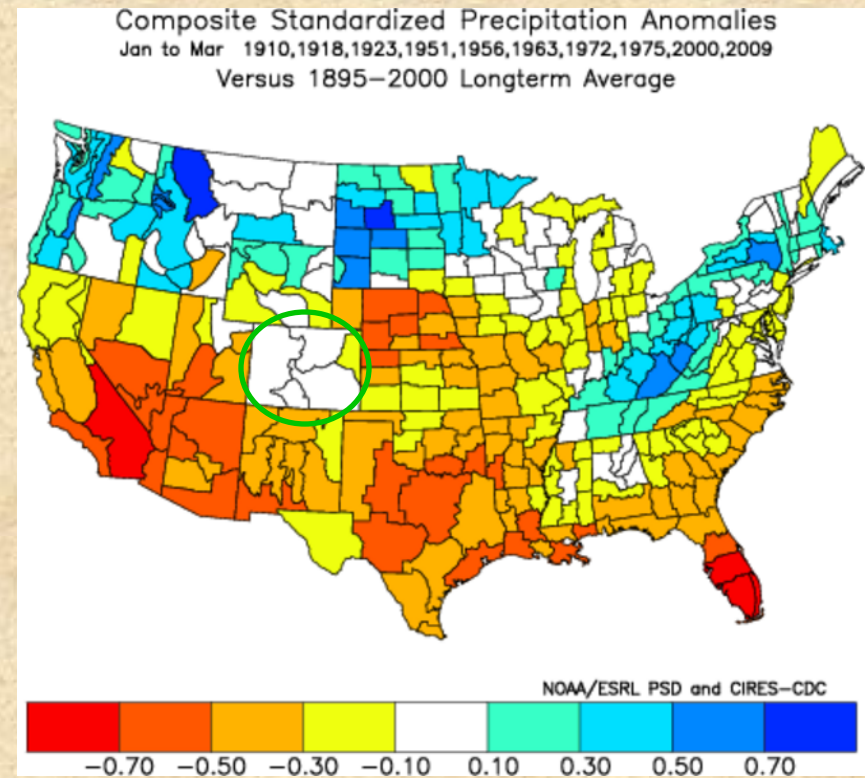 Composite Standardized Precipitation Anomalies
Jan to Mar 1910,1918,1923,1951,1956,1963,1972,1975,2000,2009
Versus 1895−2000 Longterm Average
NOAA/ESRL PSD and CIRES−CDC
−0.70 −0.50 −0.30 −0.10 0.10 0.30 0.50 0.70